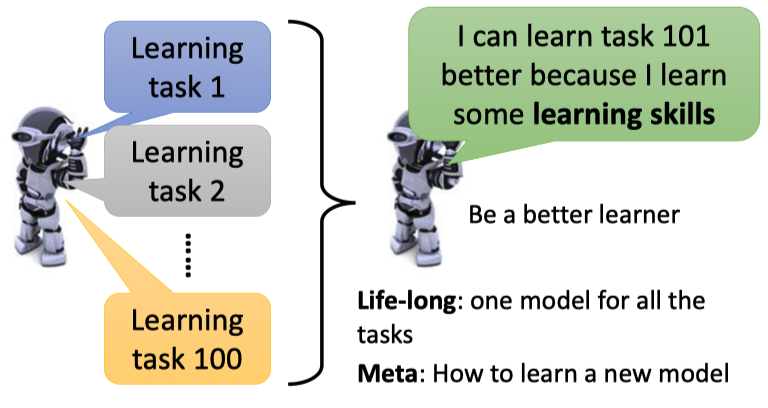 Learning
task 1
Learning
task 2
......
Learning
task 100
I can learn task 101
better because I learn
some learning skills
Be a better learner
Life-long: one model for all the
tasks
Meta: How to learn a new model